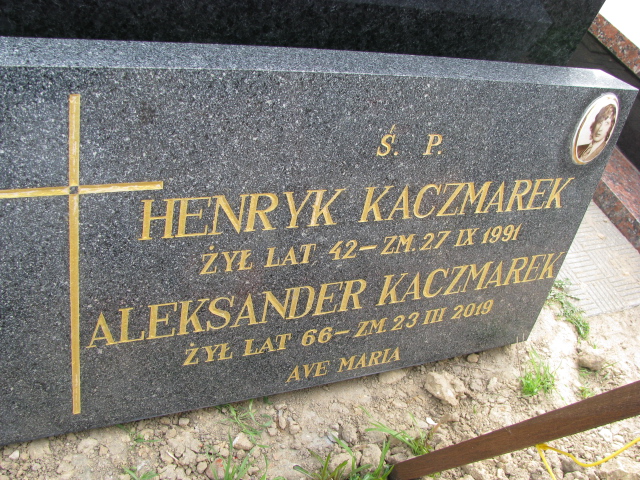 Ś. P.
HENRYK KACZMAREK
ŻYŁ LAT 42 – ZM. 27 IX 1991
ALEKSANDER KACZMAREK
ŻYŁ LAT 66 – ZM. 23 III 2019
AVE MARIA